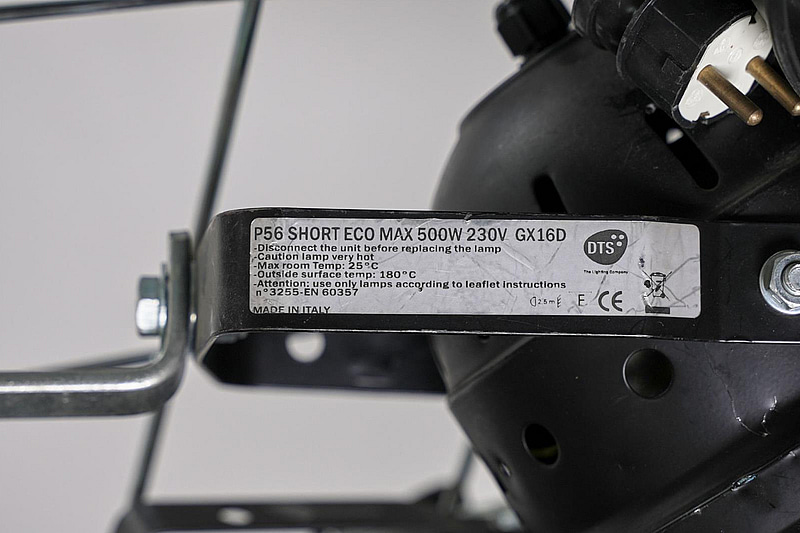 P56 SHORT ECO MAX 500W 230V GX16D
-Disconnect the unit before replacing the lamp
-Caution lamp very hot
-Max room Temp: 25°C
-Outside surface temp: 180°C
-Attention: use only lamps according to leaflet instructions
n°3255-EN 60357
MADE IN ITALY
DTS
The Lighting Company
2.5m F CE